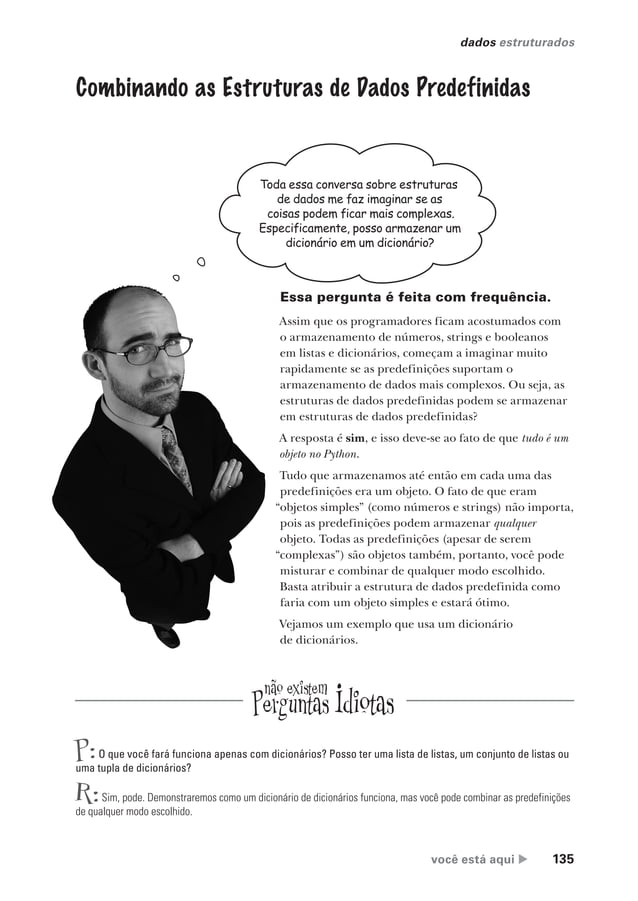 dados estruturados
Combinando as Estruturas de Dados Predefinidas
Toda essa conversa sobre estruturas
de dados me faz imaginar se as
coisas podem ficar mais complexas.
Especificamente, posso armazenar um
dicionário em um dicionário?
Essa pergunta é feita com frequência.
Assim que os programadores ficam acostumados com
o armazenamento de números, strings e booleanos
em listas e dicionários, começam a imaginar muito
rapidamente se as predefinições suportam o
armazenamento de dados mais complexos. Ou seja, as
estruturas de dados predefinidas podem se armazenar
em estruturas de dados predefinidas?
A resposta é sim, e isso deve-se ao fato de que tudo é um
objeto no Python.
Tudo que armazenamos até então em cada uma das
predefinições era um objeto. O fato de que eram
“objetos simples” (como números e strings) não importa,
pois as predefinições podem armazenar qualquer
objeto. Todas as predefinições (apesar de serem
“complexas”) são objetos também, portanto, você pode
misturar e combinar de qualquer modo escolhido.
Basta atribuir a estrutura de dados predefinida como
faria com um objeto simples e estará ótimo.
Vejamos um exemplo que usa um dicionário
de dicionários.
não existem
Perguntas Idiotas
P: O que você fará funciona apenas com dicionários? Posso ter uma lista de listas, um conjunto de listas ou
uma tupla de dicionários?
R: Sim, pode. Demonstraremos como um dicionário de dicionários funciona, mas você pode combinar as predefinições
de qualquer modo escolhido.
você está aqui ▶ 135